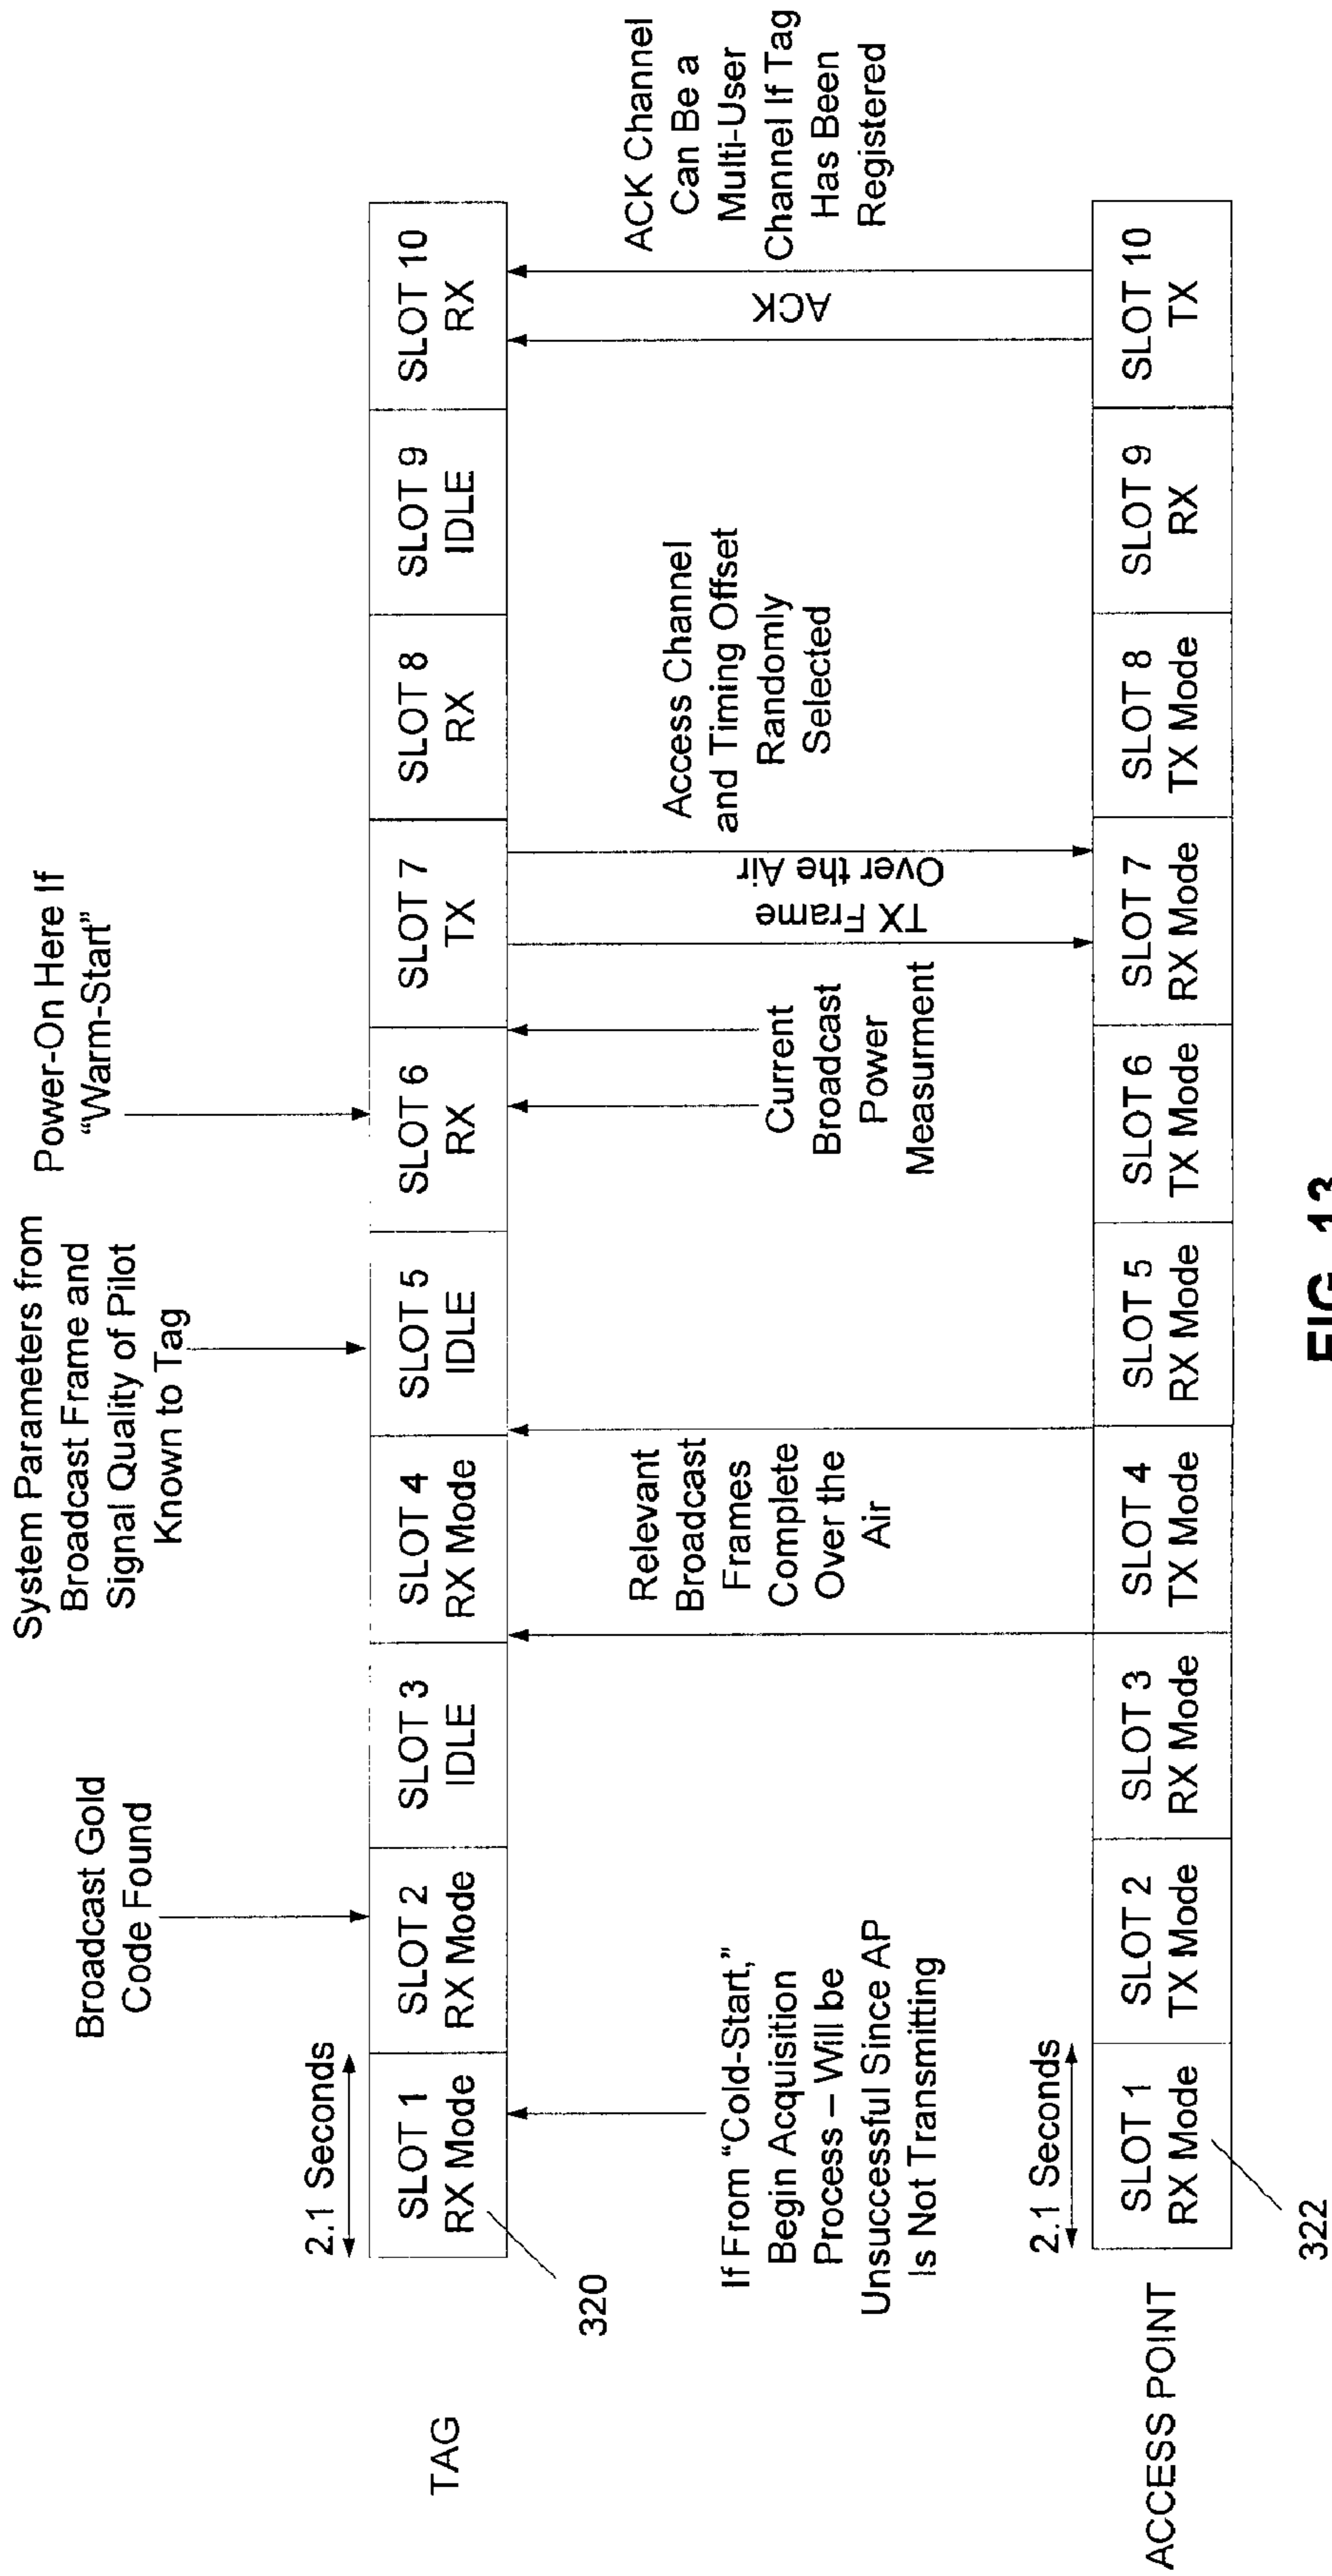 System Parameters from
Broadcast Frame and
Signal Quality of Pilot
Known to Tag
Power-On Here If
“Warm-Start”
Broadcast Gold
Code Found
2.1 Seconds
TAG
SLOT 1
RX Mode
SLOT 2
RX Mode
SLOT 3
IDLE
SLOT 4
RX Mode
SLOT 5
IDLE
SLOT 6
RX
SLOT 7
TX
SLOT 8
RX
SLOT 9
IDLE
SLOT 10
RX
320
If From “Cold-Start,”
Begin Acquisition
Process – Will be
Unsuccessful Since AP
Is Not Transmitting
Relevant
Broadcast
Frames
Complete
Over the
Air
Current
Broadcast
Power
Measurment
TX Frame
Over the Air
Access Channel
and Timing Offset
Randomly
Selected
ACK
ACK Channel
Can Be a
Multi-User
Channel If Tag
Has Been
Registered
2.1 Seconds
ACCESS POINT
SLOT 1
RX Mode
SLOT 2
TX Mode
SLOT 3
RX Mode
SLOT 4
TX Mode
SLOT 5
RX Mode
SLOT 6
TX Mode
SLOT 7
RX Mode
SLOT 8
TX Mode
SLOT 9
RX
SLOT 10
TX
322
FIG. 13